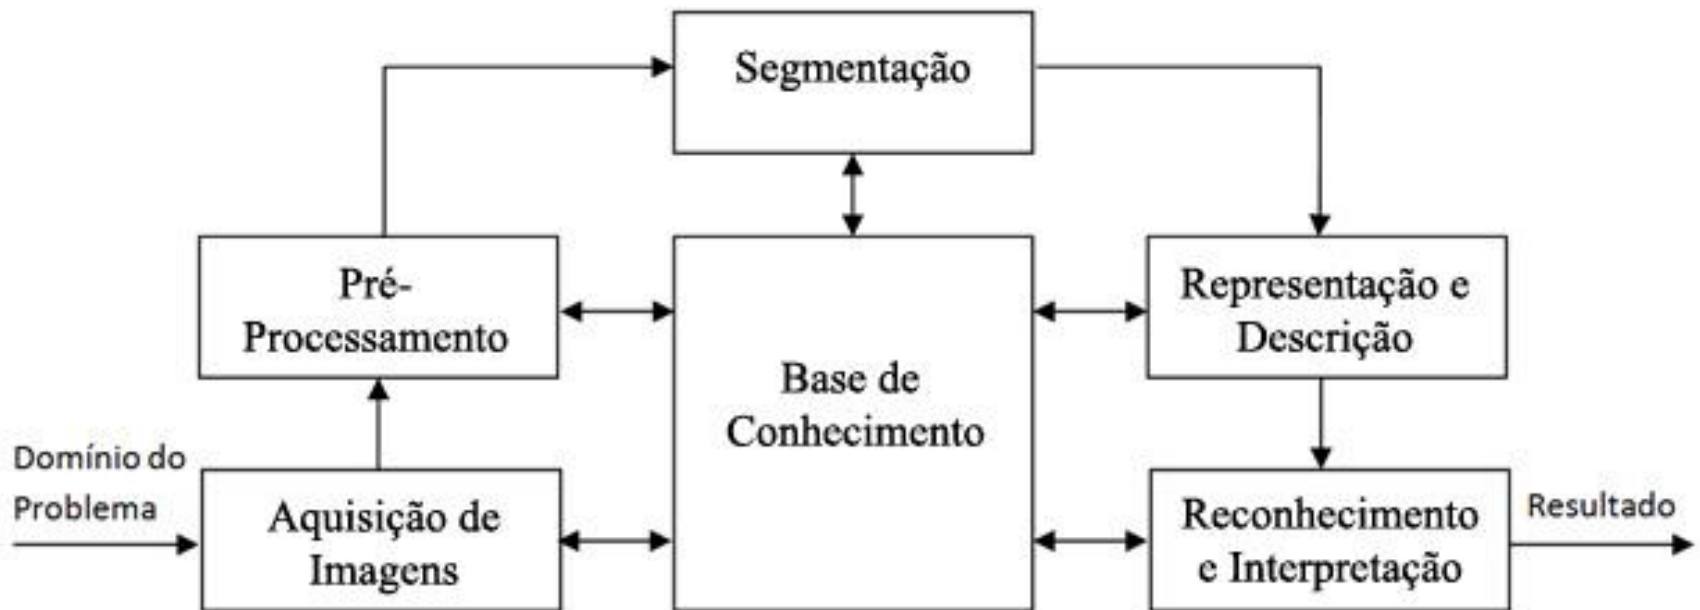 Segmentação
Pré-
Processamento
Representação e
Descrição
Base de
Conhecimento
Domínio do
Problema
Aquisição de
Imagens
Reconhecimento
e Interpretação
Resultado